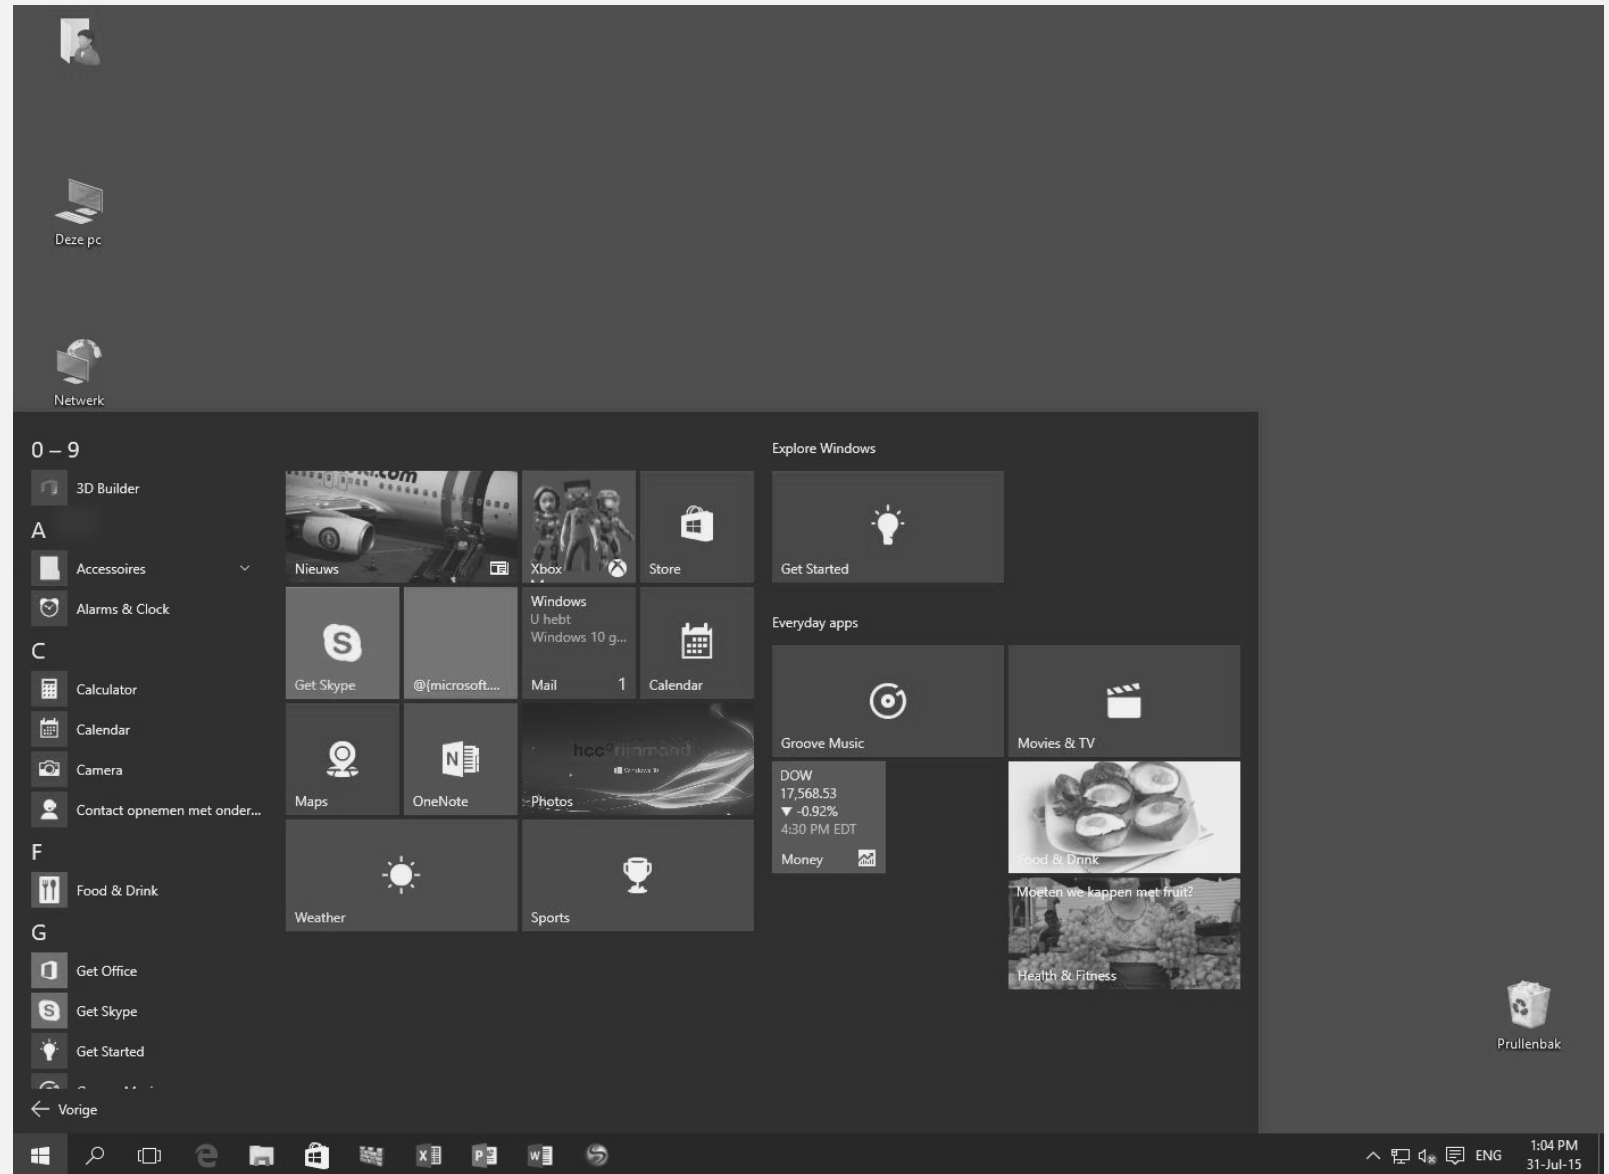 Deze pc
Netwerk
0 – 9
3D Builder
A
Accessoires
Alarms & Clock
C
Calculator
Calendar
Camera
Contact opnemen met onder...
F
Food & Drink
G
Get Office
Get Skype
Get Started
Vorige
.com
Nieuws
Xbox
Store
Get Skype
@{microsoft....
Windows
U hebt
Windows 10 g...
Mail 1
Calendar
Maps
OneNote
hcc
Windows 10
Photos
Weather
Sports
Explore Windows
Get Started
Everyday apps
Groove Music
Movies & TV
DOW
17,568.53
▼ -0.92%
4:30 PM EDT
Money
Food & Drink
Moeten we kappen met fruit?
Health & Fitness
Prullenbak
ENG
1:04 PM
31-Jul-15